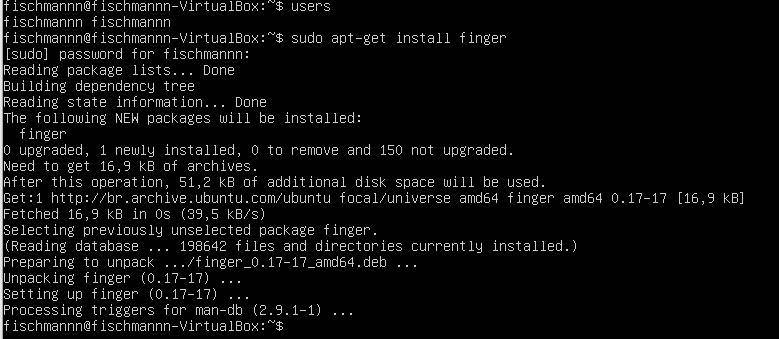 fischmannn@fischmannn-VirtualBox:~$ users
fischmannn fischmannn
fischmannn@fischmannn-VirtualBox:~$ sudo apt-get install finger
[sudo] password for fischmannn:
Reading package lists... Done
Building dependency tree
Reading state information... Done
The following NEW packages will be installed:
  finger
0 upgraded, 1 newly installed, 0 to remove and 150 not upgraded.
Need to get 16,9 kB of archives.
After this operation, 51,2 kB of additional disk space will be used.
Get:1 http://br.archive.ubuntu.com/ubuntu focal/universe amd64 finger amd64 0.17-17 [16,9 kB]
Fetched 16,9 kB in 0s (39,5 kB/s)
Selecting previously unselected package finger.
(Reading database ... 198642 files and directories currently installed.)
Preparing to unpack .../finger_0.17-17_amd64.deb ...
Unpacking finger (0.17-17) ...
Setting up finger (0.17-17) ...
Processing triggers for man-db (2.9.1-1) ...
fischmannn@fischmannn-VirtualBox:~$